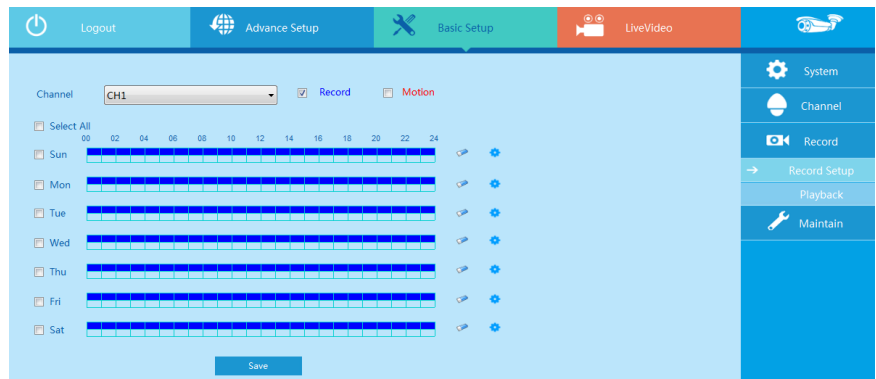 Logout
Advance Setup
Basic Setup
LiveVideo
System
Channel
CH1
Record
Motion
Channel
Select All
00 02 04 06 08 10 12 14 16 18 20 22 24
Record
Sun
Record Setup
Mon
Playback
Tue
Maintain
Wed
Thu
Fri
Sat
Save